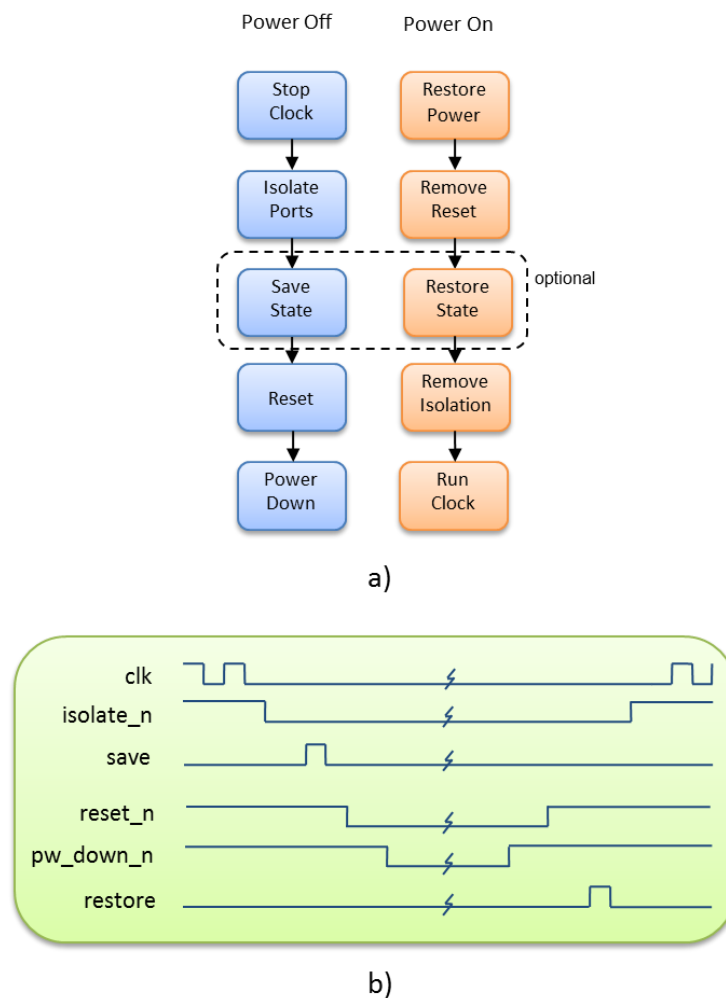 Power Off
Power On
Stop
Clock
Restore
Power
Isolate
Ports
Remove
Reset
Save
State
Restore
State
optional
Reset
Remove
Isolation
Power
Down
Run
Clock
a)
clk
isolate_n
save
reset_n
pw_down_n
restore
b)